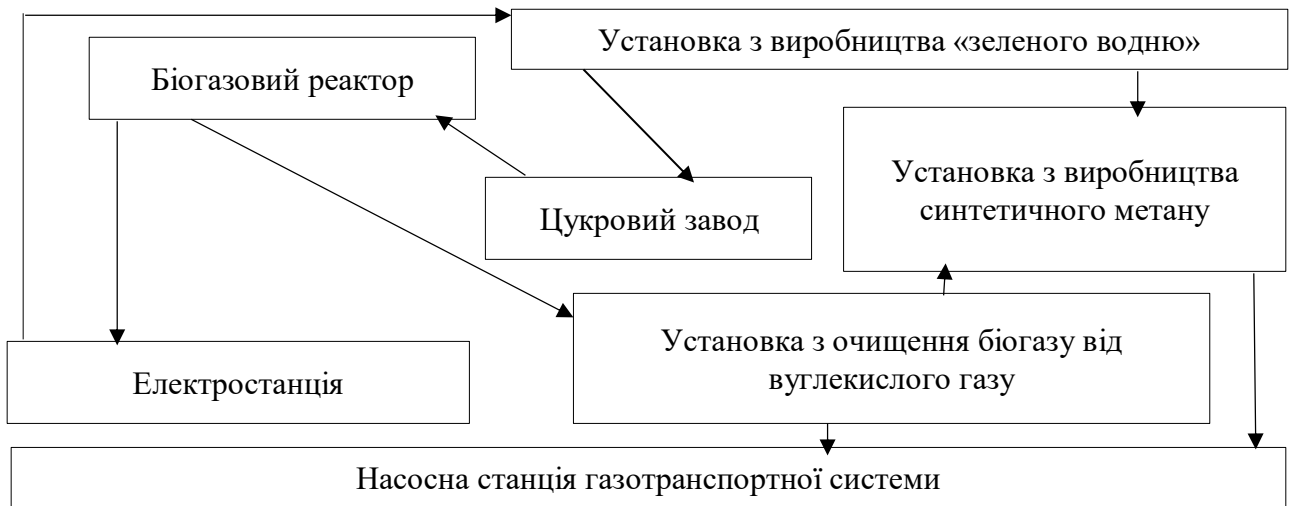 Установка з виробництва «зеленого водню»
Біогазовий реактор
Установка з виробництва
синтетичного метану
Цукровий завод
Установка з очищення біогазу від
вуглекислого газу
Електростанція
Насосна станція газотранспортної системи